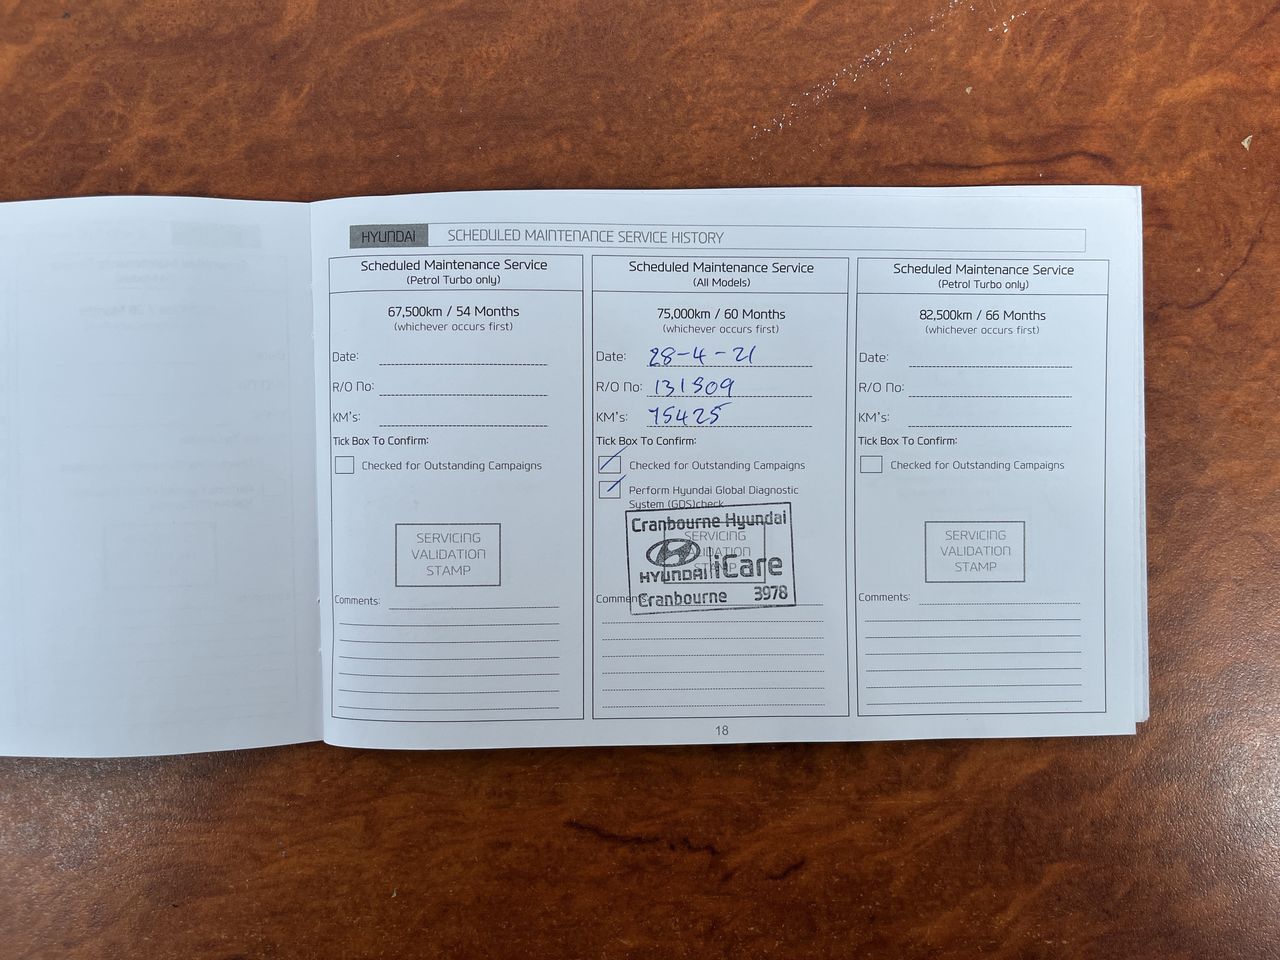 HYUNDAI SCHEDULED MAINTENANCE SERVICE HISTORY
Scheduled Maintenance Service
(Petrol Turbo only)
67,500km / 54 Months
(whichever occurs first)
Date:
R/O No:
KM's:
Tick Box To Confirm:
Checked for Outstanding Campaigns
SERVICING
VALIDATION
STAMP
Comments:
Scheduled Maintenance Service
(All Models)
75,000km / 60 Months
(whichever occurs first)
Date: 28-4-21
R/O No: 131509
KM's: 75425
Tick Box To Confirm:
Checked for Outstanding Campaigns
Perform Hyundai Global Diagnostic
System (GDS)check
Cranbourne Hyundai
SERVICING
VALIDATION
STAMP
HYUNDAI iCare
Cranbourne 3978
Comments:
Scheduled Maintenance Service
(Petrol Turbo only)
82,500km / 66 Months
(whichever occurs first)
Date:
R/O No:
KM's:
Tick Box To Confirm:
Checked for Outstanding Campaigns
SERVICING
VALIDATION
STAMP
Comments:
18